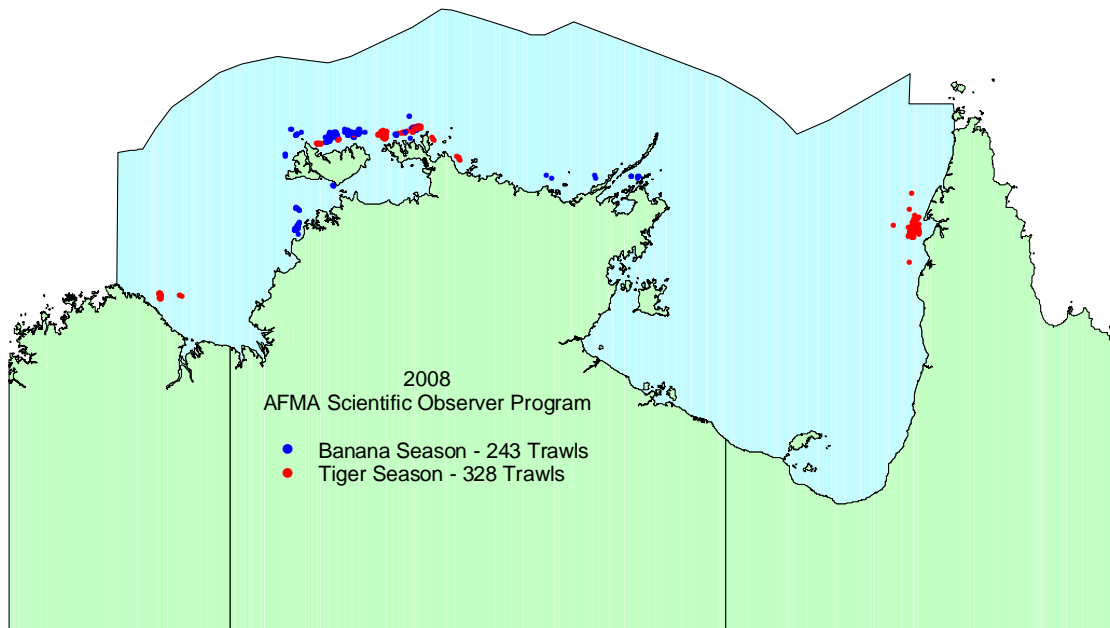 2008
AFMA Scientific Observer Program
Banana Season - 243 Trawls
Tiger Season - 328 Trawls